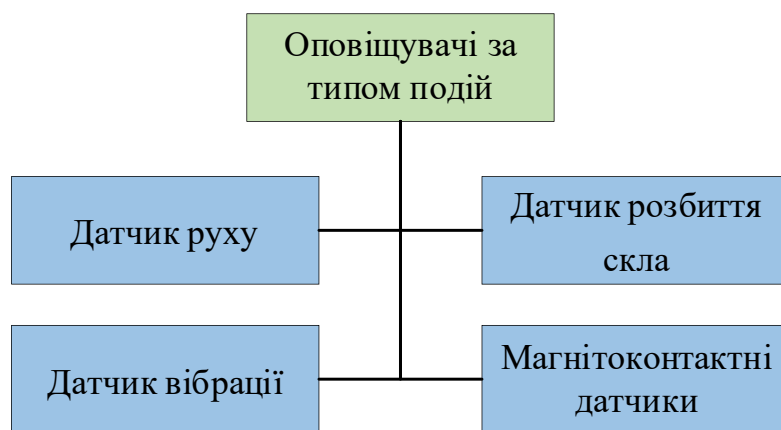 Оповіщувачі за
типом подій
Датчик руху
Датчик розбиття
скла
Датчик вібрації
Магнітоконтактні
датчики